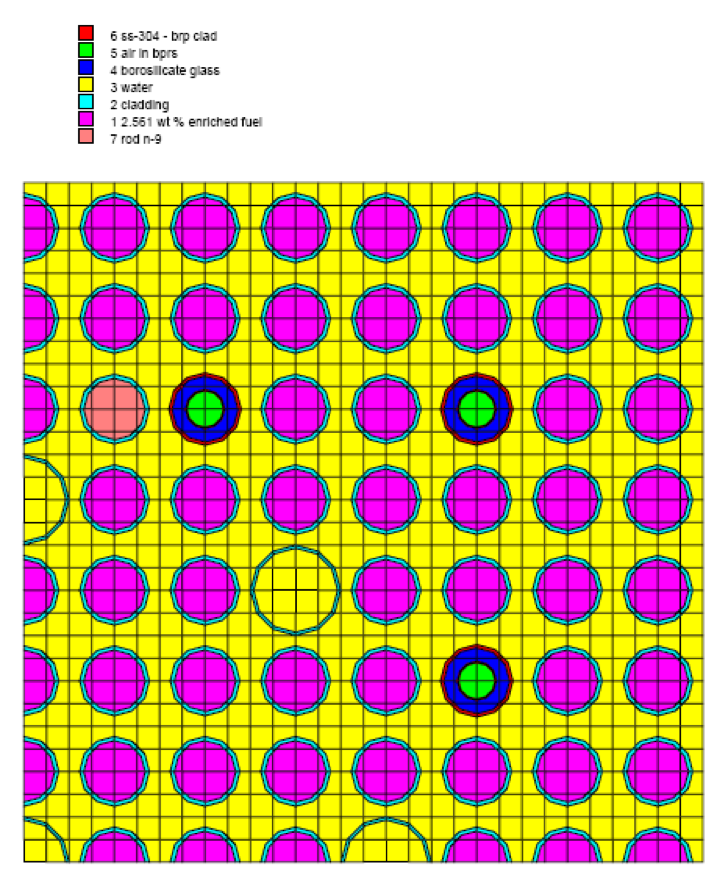 6 ss-304 - brp clad
5 air in bprs
4 borosilicate glass
3 water
2 cladding
1 2.561 wt % enriched fuel
7 rod n-9